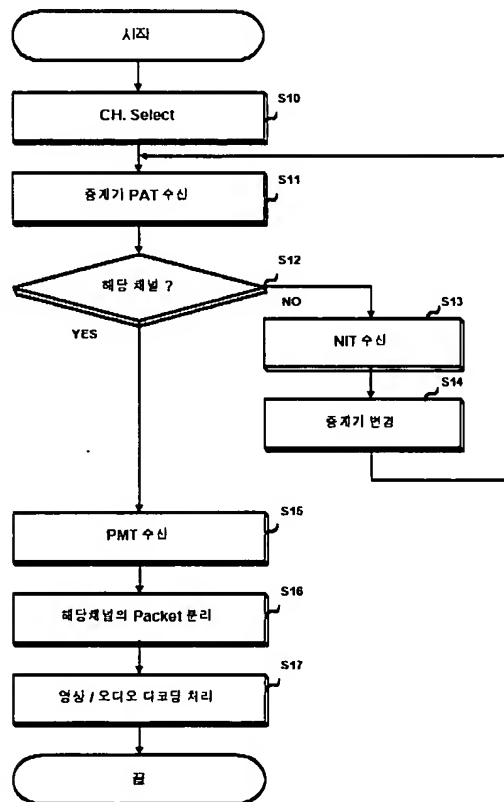 시작
S10
CH. Select
S11
중계기 PAT 수신
S12
해당 채널 ?
NO
YES
S13
NIT 수신
S14
중계기 변경
S15
PMT 수신
S16
해당채널의 Packet 분리
S17
영상 / 오디오 디코딩 처리
끝